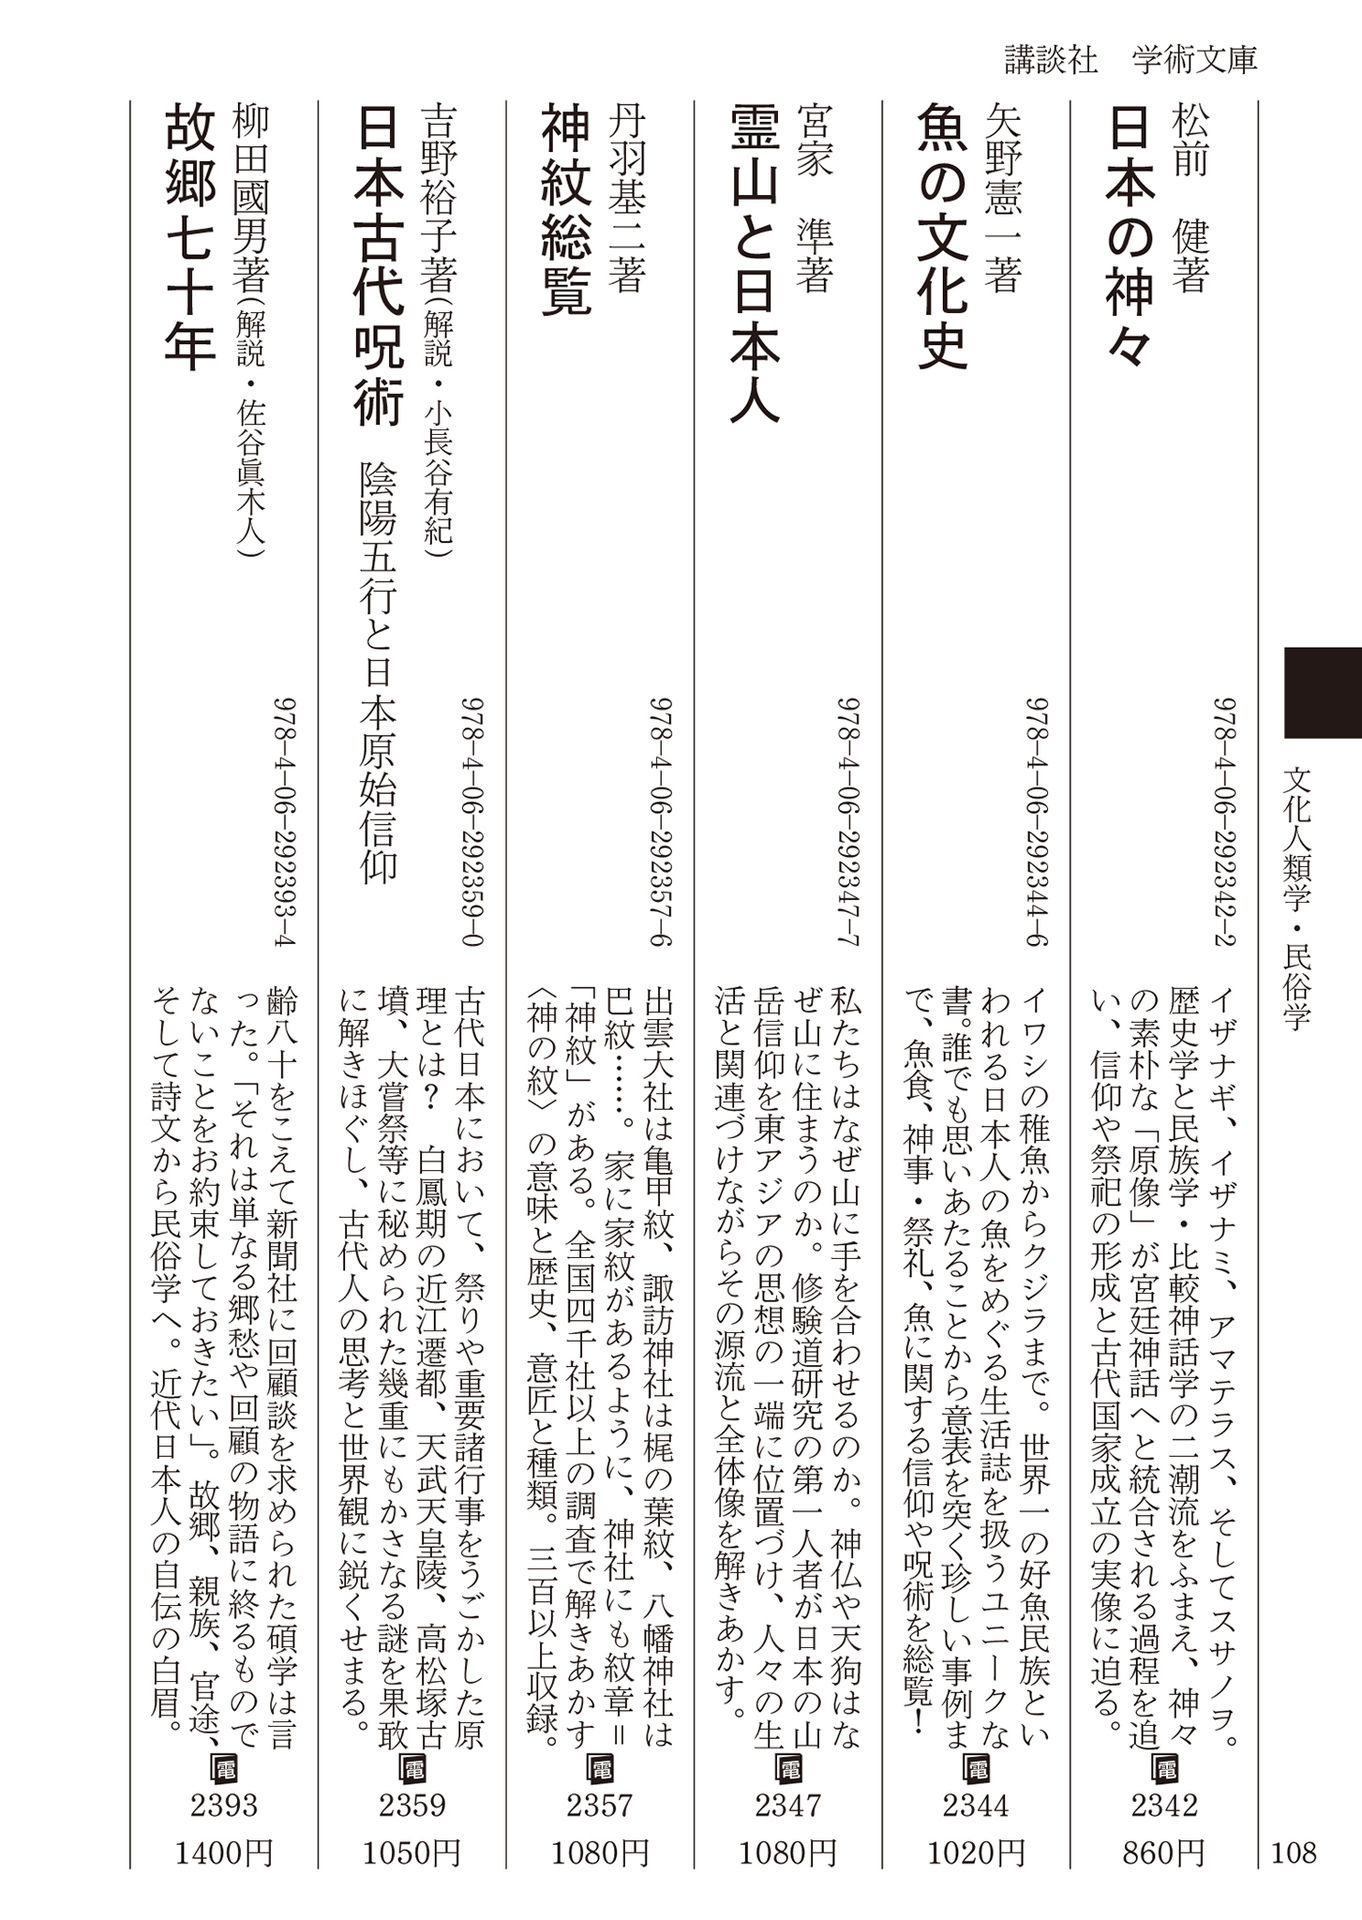 講談社　学術文庫
文化人類学・民俗学
108
松前　健著
日本の神々
978-4-06-292342-2
イザナギ、イザナミ、アマテラス、そしてスサノヲ。
歴史学と民族学・比較神話学の二潮流をふまえ、神々
の素朴な「原像」が宮廷神話へと統合される過程を追
い、信仰や祭祀の形成と古代国家成立の実像に迫る。
電
2342
860円
矢野憲一著
魚の文化史
978-4-06-292344-6
イワシの稚魚からクジラまで。世界一の好魚民族とい
われる日本人の魚をめぐる生活誌を扱うユニークな
書。誰でも思いあたることから意表を突く珍しい事例ま
で、魚食、神事・祭礼、魚に関する信仰や呪術を総覧！
電
2344
1020円
宮家　準著
霊山と日本人
978-4-06-292347-7
私たちはなぜ山に手を合わせるのか。神仏や天狗はな
ぜ山に住まうのか。修験道研究の第一人者が日本の山
岳信仰を東アジアの思想の一端に位置づけ、人々の生
活と関連づけながらその源流と全体像を解きあかす。
電
2347
1080円
丹羽基二著
神紋総覧
978-4-06-292357-6
出雲大社は亀甲紋、諏訪神社は梶の葉紋、八幡神社は
巴紋……。家に家紋があるように、神社にも紋章＝
「神紋」がある。全国四千社以上の調査で解きあかす
〈神の紋〉の意味と歴史、意匠と種類。三百以上収録。
電
2357
1080円
吉野裕子著（解説・小長谷有紀）
日本古代呪術　陰陽五行と日本原始信仰
978-4-06-292359-0
古代日本において、祭りや重要諸行事をうごかした原
理とは？　白鳳期の近江遷都、天武天皇陵、高松塚古
墳、大嘗祭等に秘められた幾重にもかさなる謎を果敢
に解きほぐし、古代人の思考と世界観に鋭くせまる。
電
2359
1050円
柳田國男著（解説・佐谷眞木人）
故郷七十年
978-4-06-292393-4
齢八十をこえて新聞社に回顧談を求められた碩学は言
った。「それは単なる郷愁や回顧の物語に終るもので
ないことをお約束しておきたい」。故郷、親族、官途、
そして詩文から民俗学へ。近代日本人の自伝の白眉。
電
2393
1400円